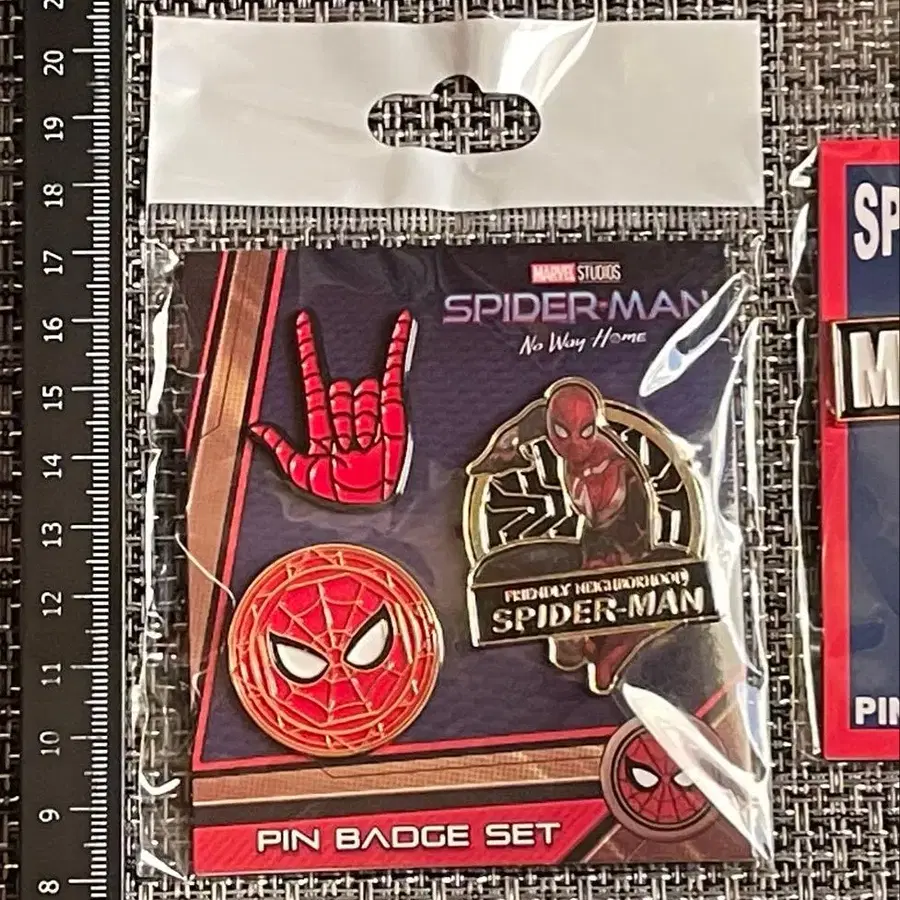 20
19
18
17
16
15
14
13
12
11
10
9
8
MARVEL STUDIOS
SPIDER-MAN
No Way Home
FRIENDLY NEIGHBORHOOD
SPIDER-MAN
PIN BADGE SET
SP
M
PIN